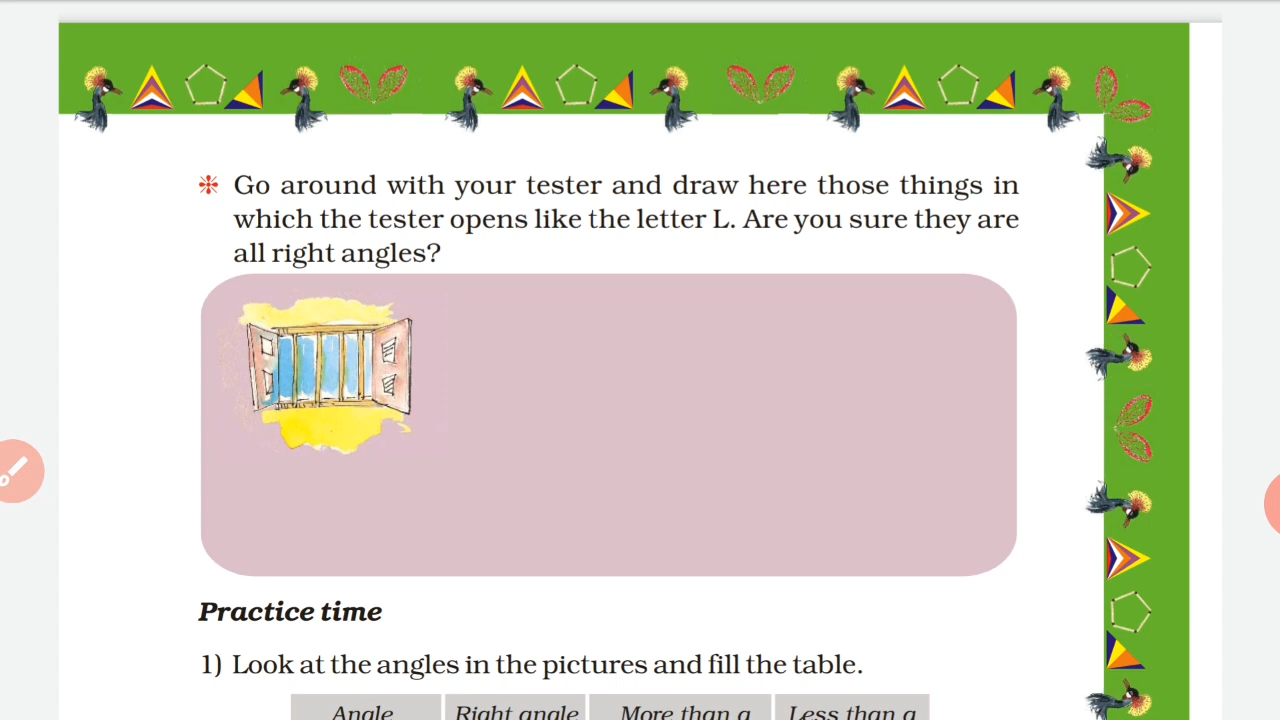 ❉ Go around with your tester and draw here those things in
which the tester opens like the letter L. Are you sure they are
all right angles?
Practice time
1) Look at the angles in the pictures and fill the table.
Angle Right angle More than a Less than a